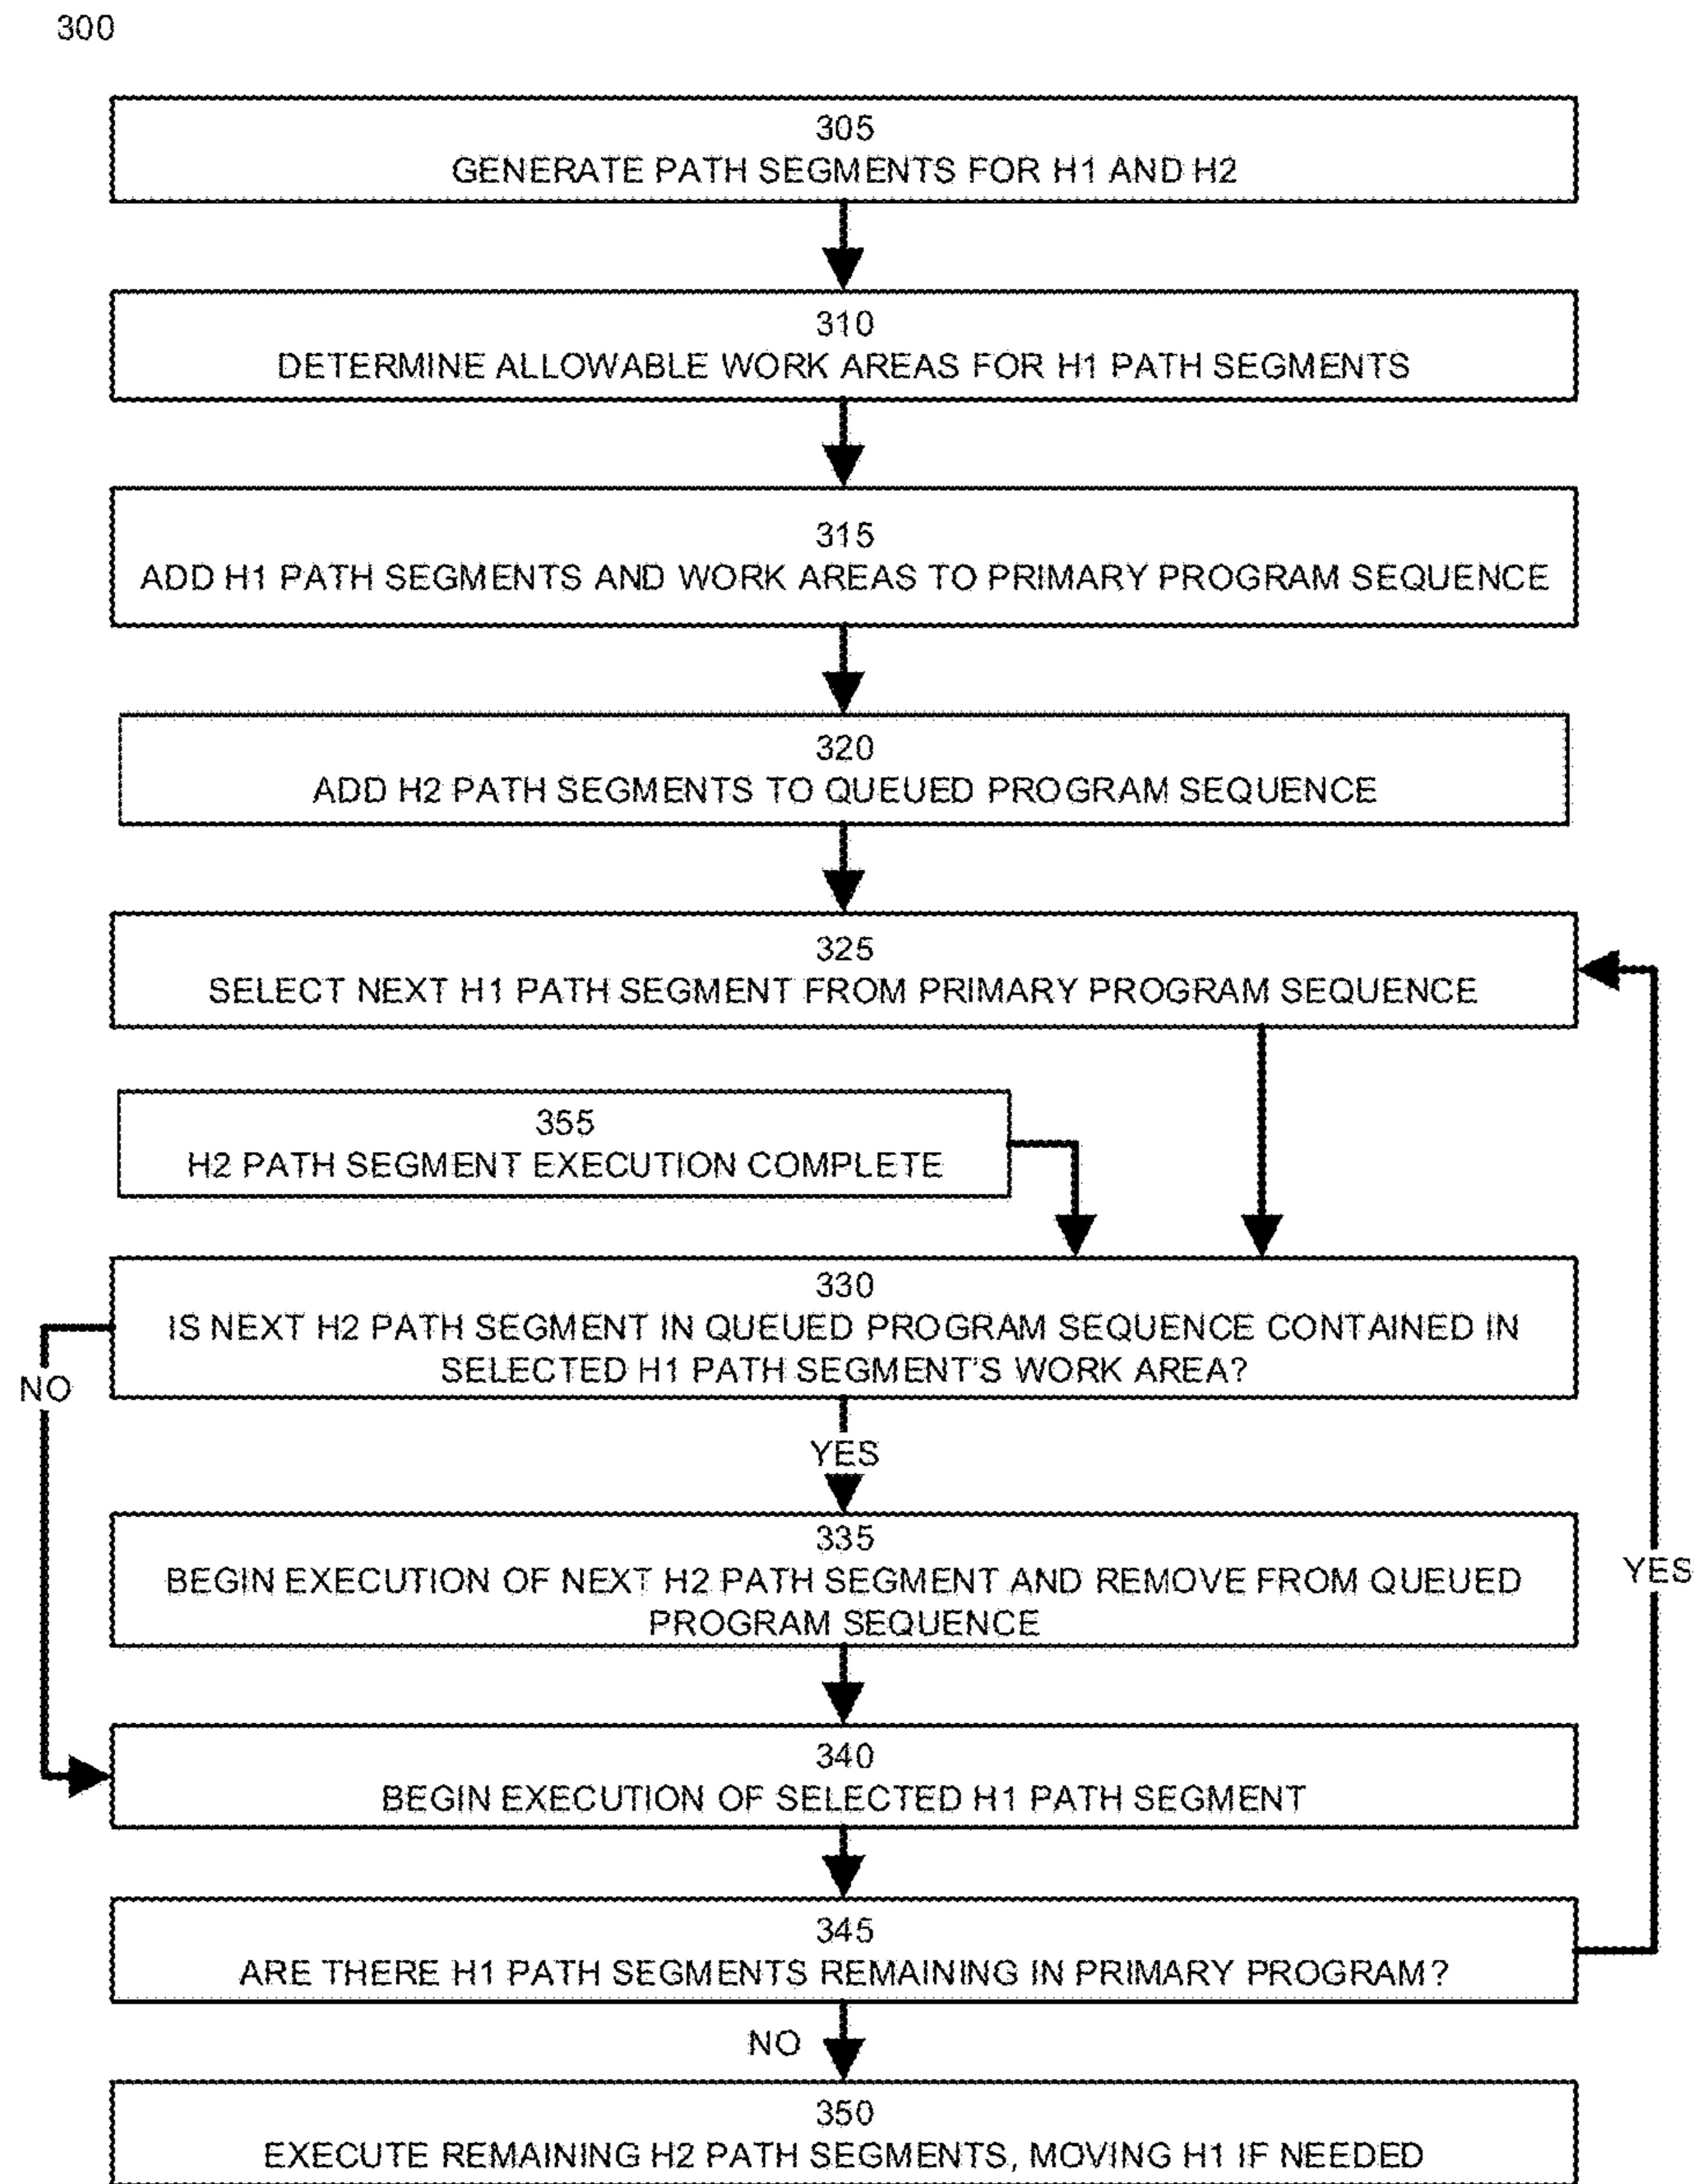 300
305
GENERATE PATH SEGMENTS FOR H1 AND H2
310
DETERMINE ALLOWABLE WORK AREAS FOR H1 PATH SEGMENTS
315
ADD H1 PATH SEGMENTS AND WORK AREAS TO PRIMARY PROGRAM SEQUENCE
320
ADD H2 PATH SEGMENTS TO QUEUED PROGRAM SEQUENCE
325
SELECT NEXT H1 PATH SEGMENT FROM PRIMARY PROGRAM SEQUENCE
355
H2 PATH SEGMENT EXECUTION COMPLETE
330
IS NEXT H2 PATH SEGMENT IN QUEUED PROGRAM SEQUENCE CONTAINED IN
SELECTED H1 PATH SEGMENT'S WORK AREA?
NO
YES
335
BEGIN EXECUTION OF NEXT H2 PATH SEGMENT AND REMOVE FROM QUEUED
PROGRAM SEQUENCE
YES
340
BEGIN EXECUTION OF SELECTED H1 PATH SEGMENT
345
ARE THERE H1 PATH SEGMENTS REMAINING IN PRIMARY PROGRAM?
NO
350
EXECUTE REMAINING H2 PATH SEGMENTS, MOVING H1 IF NEEDED